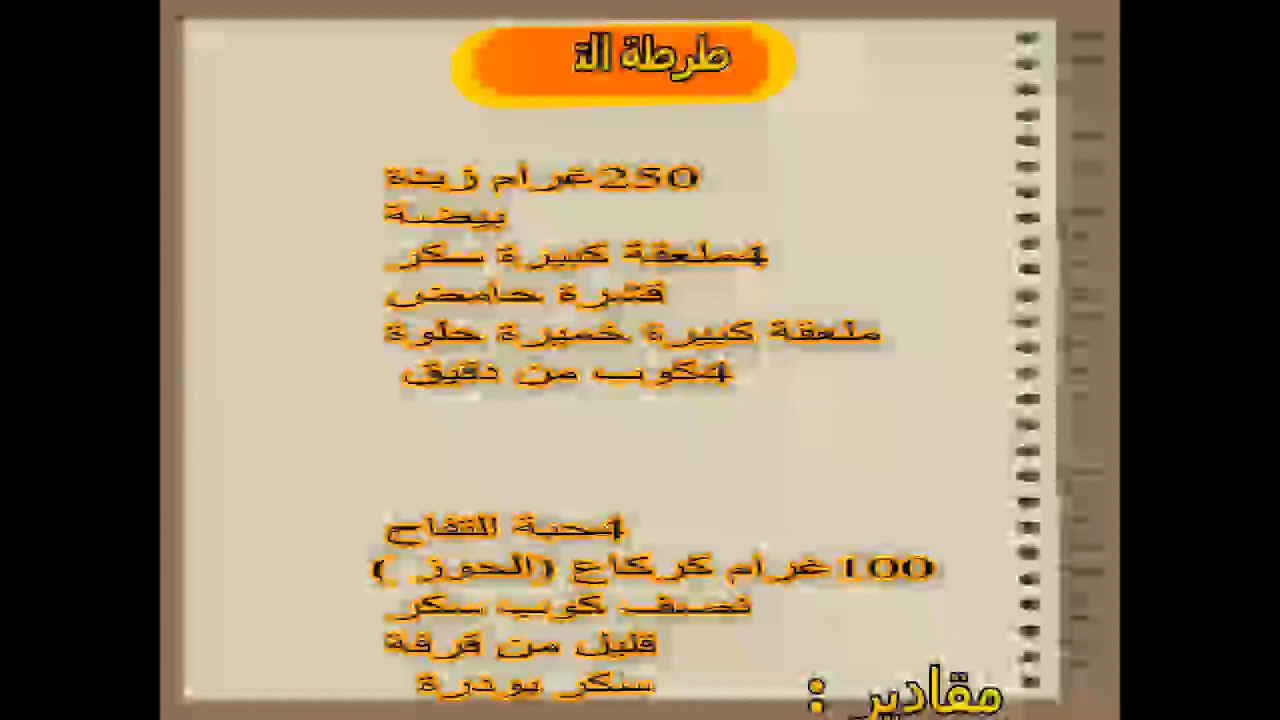 طرطة الت
250غرام زبدة
بيضة
4ملعقة كبيرة سكر
قشرة حامض
ملعقة كبيرة خميرة حلوة
4كوب من دقيق
4حبة التفاح
100غرام كركاع (الجوز )
نصف كوب سكر
قليل من قرفة
سكر بودرة
مقادير :